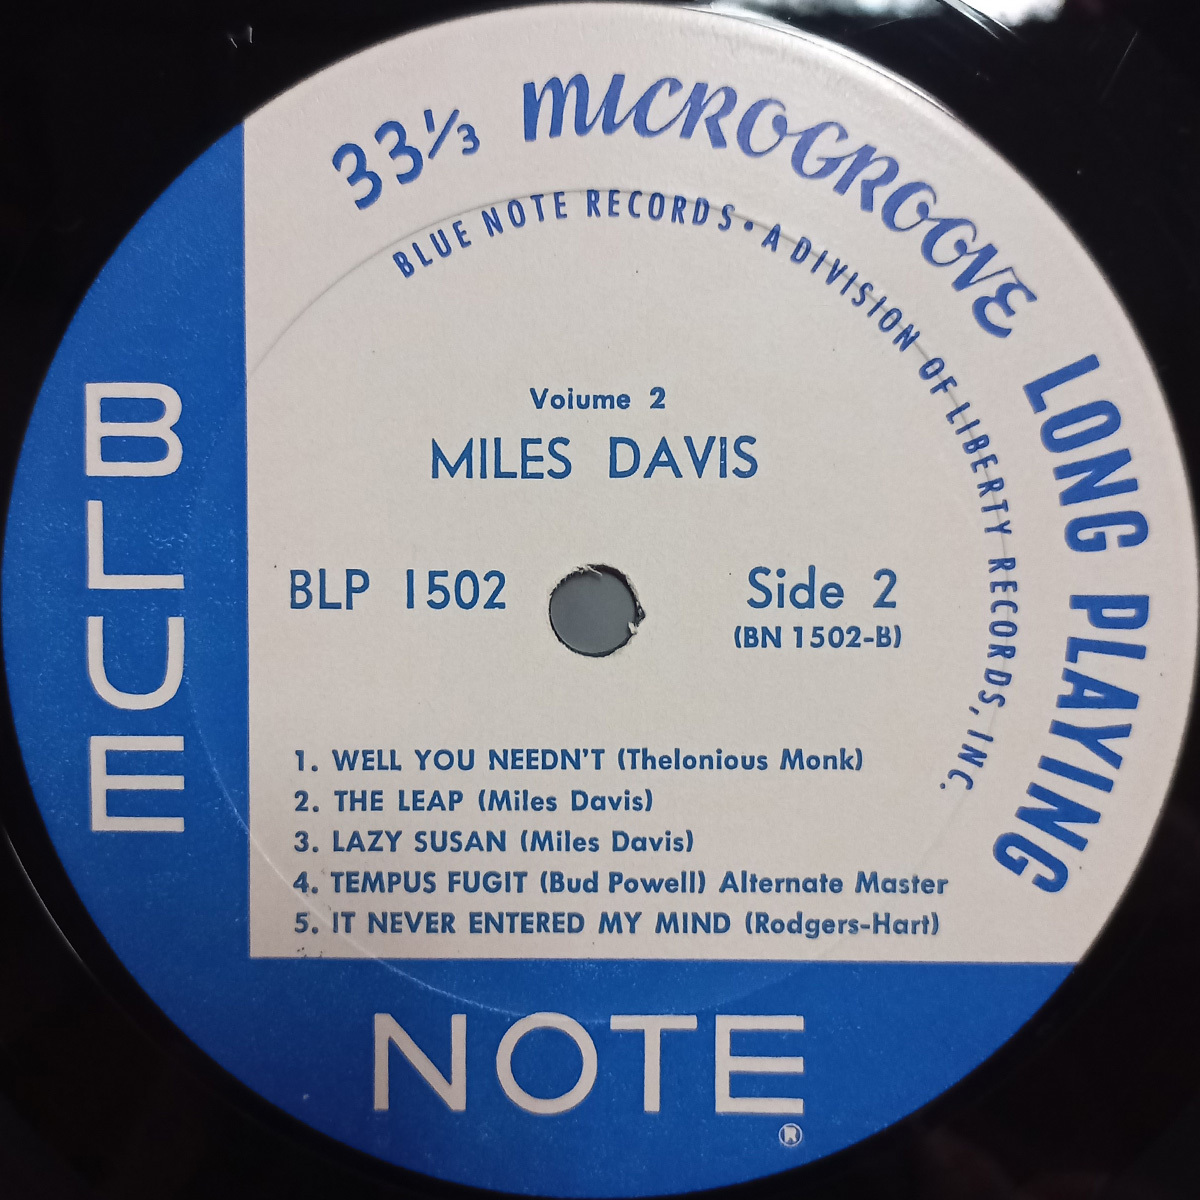 33⅓ MICROGROOVE LONG PLAYING
BLUE NOTE RECORDS • A DIVISION OF LIBERTY RECORDS, INC.
Voiume 2
MILES DAVIS
BLP 1502
Side 2
(BN 1502-B)
1. WELL YOU NEEDN'T (Thelonious Monk)
2. THE LEAP (Miles Davis)
3. LAZY SUSAN (Miles Davis)
4. TEMPUS FUGIT (Bud Powell) Alternate Master
5. IT NEVER ENTERED MY MIND (Rodgers-Hart)
BLUE
NOTE
®